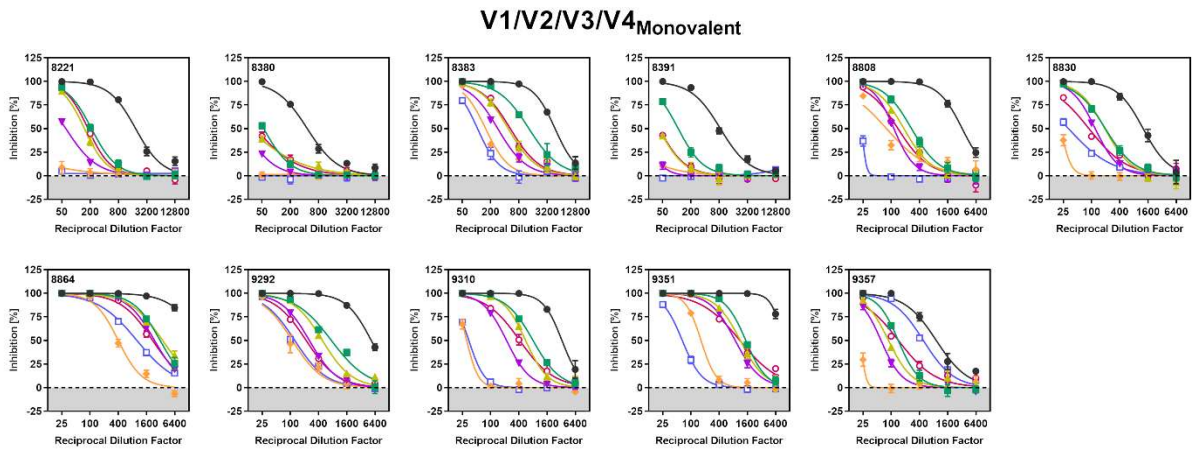 V1/V2/V3/V4Monovalent
8221
125
100
75
50
25
0
-25
Inhibition [%]
50 200 800 3200 12800
Reciprocal Dilution Factor
8380
125
100
75
50
25
0
-25
Inhibition [%]
50 200 800 3200 12800
Reciprocal Dilution Factor
8383
125
100
75
50
25
0
-25
Inhibition [%]
50 200 800 3200 12800
Reciprocal Dilution Factor
8391
125
100
75
50
25
0
-25
Inhibition [%]
50 200 800 3200 12800
Reciprocal Dilution Factor
8808
125
100
75
50
25
0
-25
Inhibition [%]
25 100 400 1600 6400
Reciprocal Dilution Factor
8830
125
100
75
50
25
0
-25
Inhibition [%]
25 100 400 1600 6400
Reciprocal Dilution Factor
8864
125
100
75
50
25
0
-25
Inhibition [%]
25 100 400 1600 6400
Reciprocal Dilution Factor
9292
125
100
75
50
25
0
-25
Inhibition [%]
25 100 400 1600 6400
Reciprocal Dilution Factor
9310
125
100
75
50
25
0
-25
Inhibition [%]
25 100 400 1600 6400
Reciprocal Dilution Factor
9351
125
100
75
50
25
0
-25
Inhibition [%]
25 100 400 1600 6400
Reciprocal Dilution Factor
9357
125
100
75
50
25
0
-25
Inhibition [%]
25 100 400 1600 6400
Reciprocal Dilution Factor